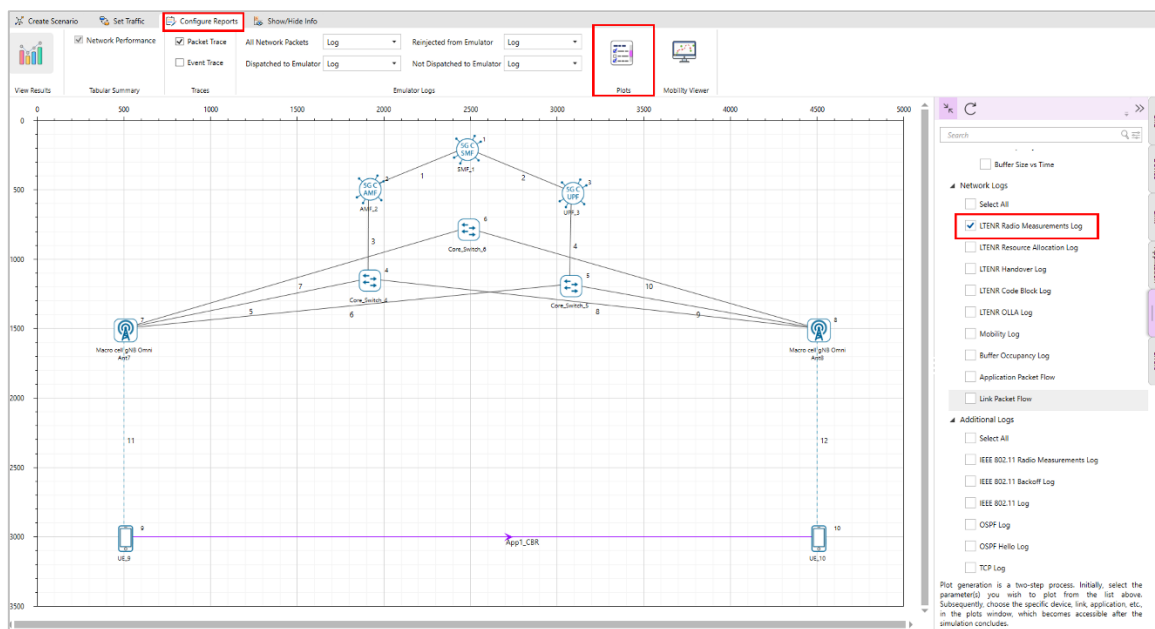 Create Scenario Set Traffic Configure Reports Show/Hide Info
Network Performance Packet Trace All Network Packets Log Reinjected from Emulator Log
Event Trace Dispatched to Emulator Log Not Dispatched to Emulator Log
View Results Tabular Summary Traces Emulator Logs Plots Mobility Viewer
0 500 1000 1500 2000 2500 3000 3500 4000 4500 5000
0
Search
Buffer Size vs Time
Network Logs
Select All
LTENR Radio Measurements Log
LTENR Resource Allocation Log
LTENR Handover Log
LTENR Code Block Log
LTENR OLLA Log
Mobility Log
Buffer Occupancy Log
Application Packet Flow
Link Packet Flow
Additional Logs
Select All
IEEE 802.11 Radio Measurements Log
IEEE 802.11 Backoff Log
IEEE 802.11 Log
OSPF Log
OSPF Hello Log
TCP Log
Plot generation is a two-step process. Initially, select the
parameter(s) you wish to plot from the list above.
Subsequently, choose the specific device, link, application, etc.,
in the plots window, which becomes accessible after the
simulation concludes.
1
5G C
SMF
SMF_1
1 2
500
2
5G C
AMF
AMF_2
3
5G C
UPF
UPF_3
6
Core_Switch_6
3 4
1000
4
Core_Switch_4
5
Core_Switch_5
7 10
5 6 8 9
1500
7
Macro cell gNB Omni
Ant7
8
Macro cell gNB Omni
Ant8
2000
11 12
2500
3000
9
UE_9
App1_CBR
10
UE_10
3500